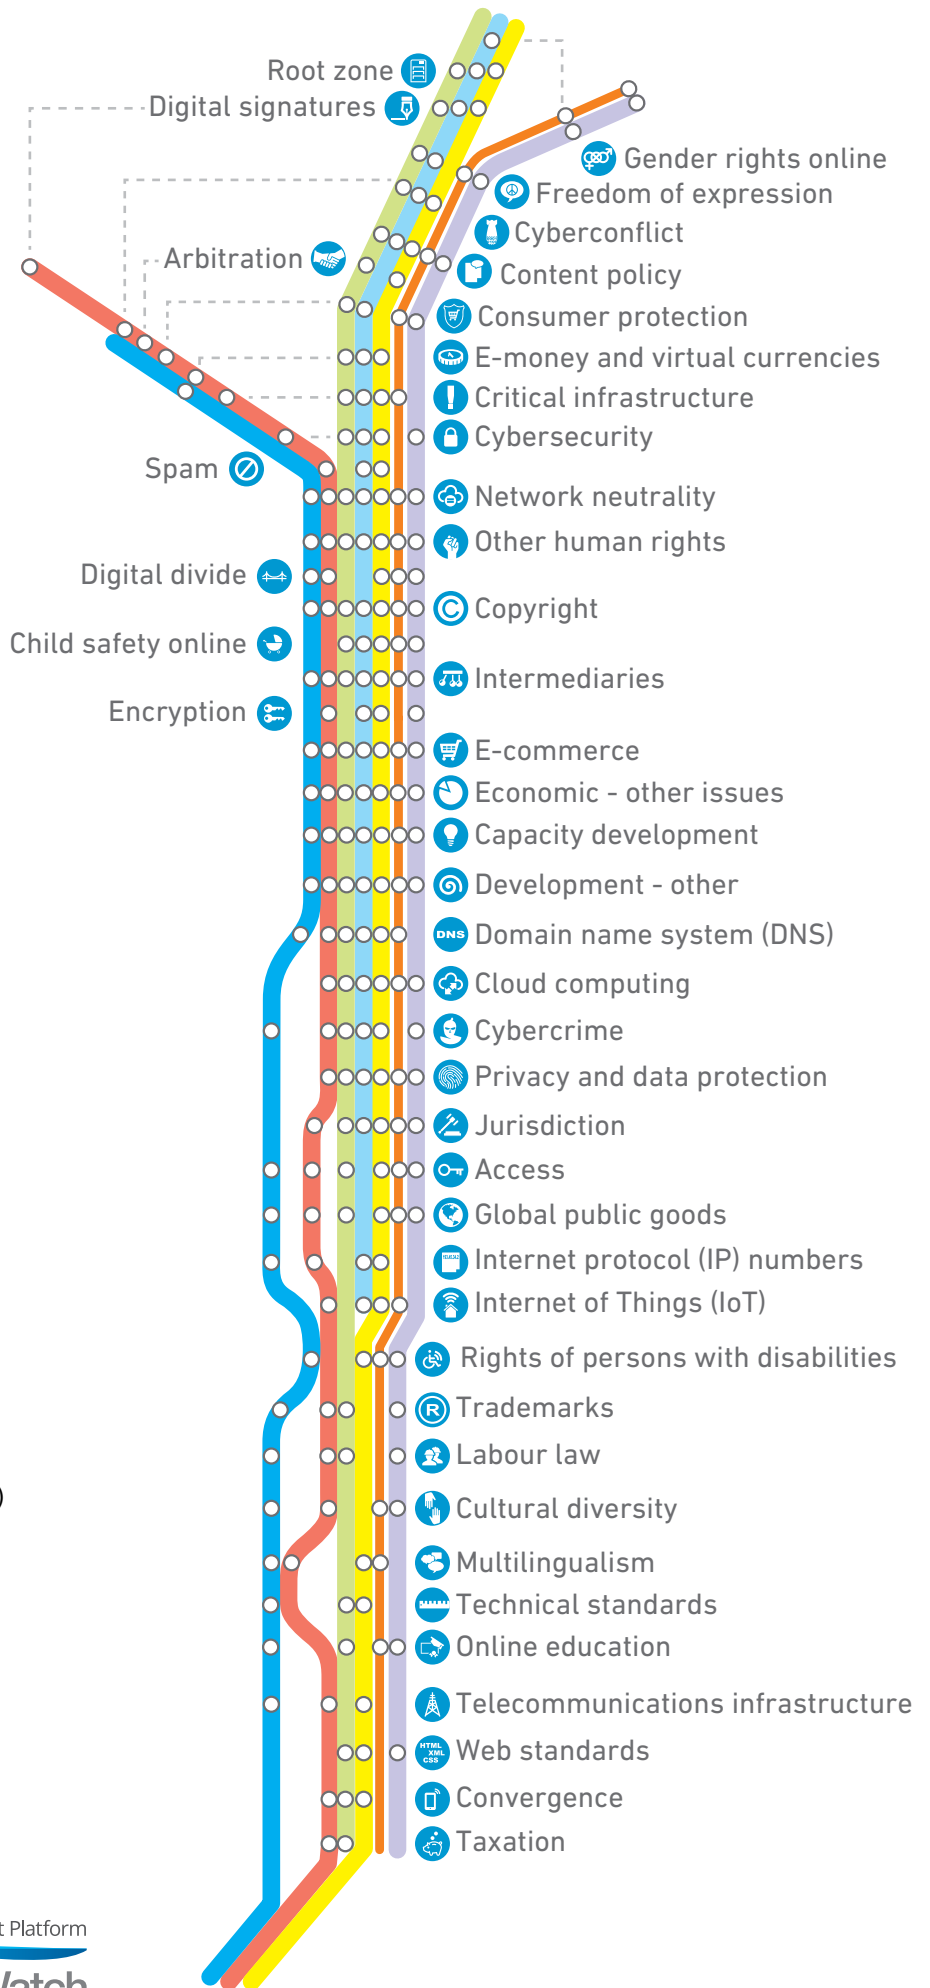 Root zone
Digital signatures
Gender rights online
Freedom of expression
Cyberconflict
Arbitration
Content policy
Consumer protection
E-money and virtual currencies
Critical infrastructure
Cybersecurity
Spam
Network neutrality
Other human rights
Digital divide
Copyright
Child safety online
Intermediaries
Encryption
E-commerce
Economic - other issues
Capacity development
Development - other
DNS Domain name system (DNS)
Cloud computing
Cybercrime
Privacy and data protection
Jurisdiction
Access
Global public goods
Internet protocol (IP) numbers
Internet of Things (IoT)
Rights of persons with disabilities
R Trademarks
Labour law
)
Cultural diversity
Multilingualism
Technical standards
Online education
Telecommunications infrastructure
HTML
XML
CSS
Web standards
Convergence
Taxation
t Platform
Watch